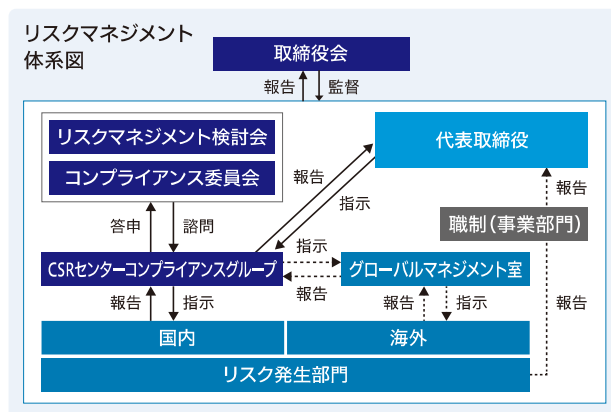 リスクマネジメント
体系図
取締役会
報告
監督
リスクマネジメント検討会
コンプライアンス委員会
代表取締役
報告
指示
報告
職制（事業部門）
答申
諮問
指示
CSRセンターコンプライアンスグループ
グローバルマネジメント室
報告
報告
指示
報告
指示
報告
国内
海外
リスク発生部門